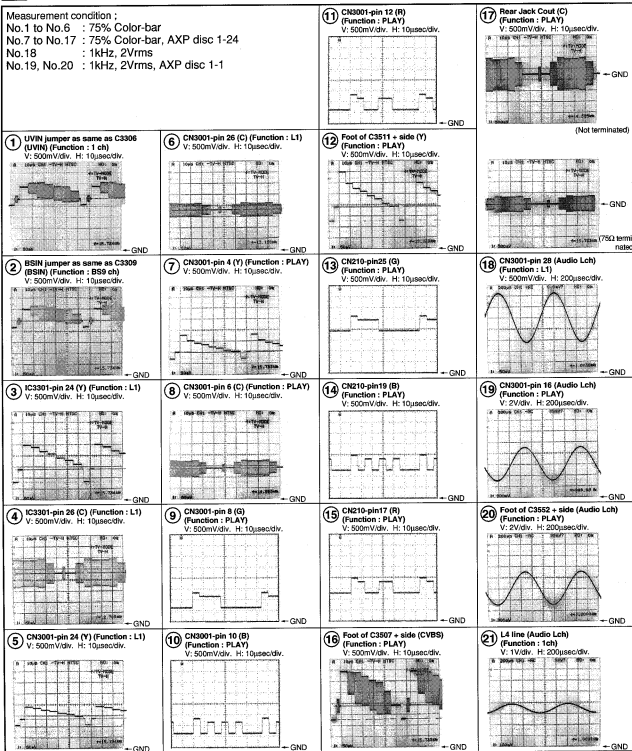 Measurement condition ;
No.1 to No.6 : 75% Color-bar
No.7 to No.17 : 75% Color-bar, AXP disc 1-24
No.18 : 1kHz, 2Vrms
No.19, No.20 : 1kHz, 2Vrms, AXP disc 1-1
1 UVIN jumper as same as C3306
(UVIN) (Function : 1 ch)
V: 500mV/div. H: 10µsec/div.
GND
2 BSIN jumper as same as C3309
(BSIN) (Function : BS9 ch)
V: 500mV/div. H: 10µsec/div.
GND
3 IC3301-pin 24 (Y) (Function : L1)
V: 500mV/div. H: 10µsec/div.
GND
4 IC3301-pin 26 (C) (Function : L1)
V: 500mV/div. H: 10µsec/div.
GND
5 CN3001-pin 24 (Y) (Function : L1)
V: 500mV/div. H: 10µsec/div.
GND
6 CN3001-pin 26 (C) (Function : L1)
V: 500mV/div. H: 10µsec/div.
GND
7 CN3001-pin 4 (Y) (Function : PLAY)
V: 500mV/div. H: 10µsec/div.
GND
8 CN3001-pin 6 (C) (Function : PLAY)
V: 500mV/div. H: 10µsec/div.
GND
9 CN3001-pin 8 (G)
(Function : PLAY)
V: 500mV/div. H: 10µsec/div.
GND
10 CN3001-pin 10 (B)
(Function : PLAY)
V: 500mV/div. H: 10µsec/div.
GND
11 CN3001-pin 12 (R)
(Function : PLAY)
V: 500mV/div. H: 10µsec/div.
GND
12 Foot of C3511 + side (Y)
(Function : PLAY)
V: 500mV/div. H: 10µsec/div.
GND
13 CN210-pin25 (G)
(Function : PLAY)
V: 500mV/div. H: 10µsec/div.
GND
14 CN210-pin19 (B)
(Function : PLAY)
V: 500mV/div. H: 10µsec/div.
GND
15 CN210-pin17 (R)
(Function : PLAY)
V: 500mV/div. H: 10µsec/div.
GND
16 Foot of C3507 + side (CVBS)
(Function : PLAY)
V: 500mV/div. H: 10µsec/div.
GND
17 Rear Jack Cout (C)
(Function : PLAY)
V: 500mV/div. H: 10µsec/div.
GND
(Not terminated)
GND
(75Ω termi
nated
18 CN3001-pin 28 (Audio Lch)
(Function : L1)
V: 500mV/div. H: 200µsec/div.
GND
19 CN3001-pin 16 (Audio Lch)
(Function : PLAY)
V: 2V/div. H: 200µsec/div.
GND
20 Foot of C3552 + side (Audio Lch)
(Function : PLAY)
V: 2V/div. H: 200µsec/div.
GND
21 L4 line (Audio Lch)
(Function : 1ch)
V: 1V/div. H: 200µsec/div.
GND